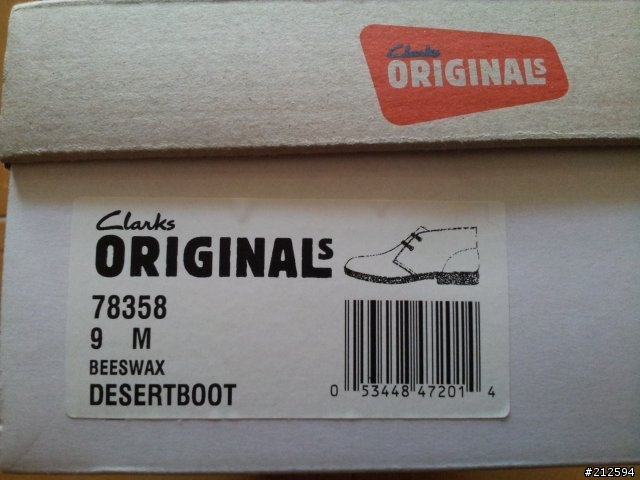 Clarks
ORIGINALS
Clarks
ORIGINALS
78358
9 M
BEESWAX
DESERTBOOT
0 53448 47201 4
#212594